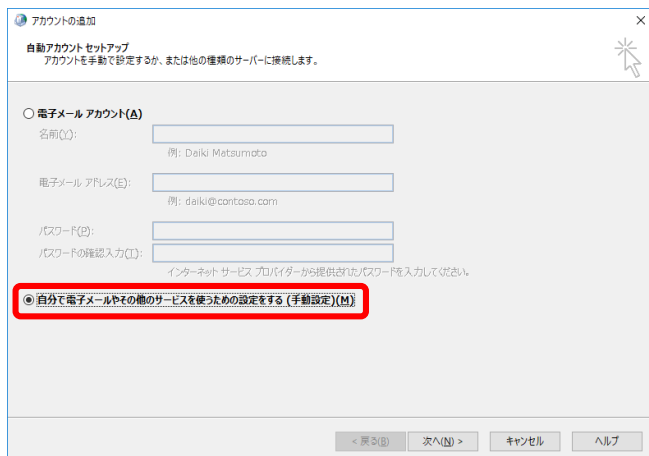 アカウントの追加
自動アカウント セットアップ
アカウントを手動で設定するか、または他の種類のサーバーに接続します。
電子メール アカウント(A)
名前(Y):
例: Daiki Matsumoto
電子メール アドレス(E):
例: daiki@contoso.com
パスワード(P):
パスワードの確認入力(T):
インターネット サービス プロバイダーから提供されたパスワードを入力してください。
自分で電子メールやその他のサービスを使うための設定をする (手動設定)(M)
< 戻る(B) 次へ(N) > キャンセル ヘルプ